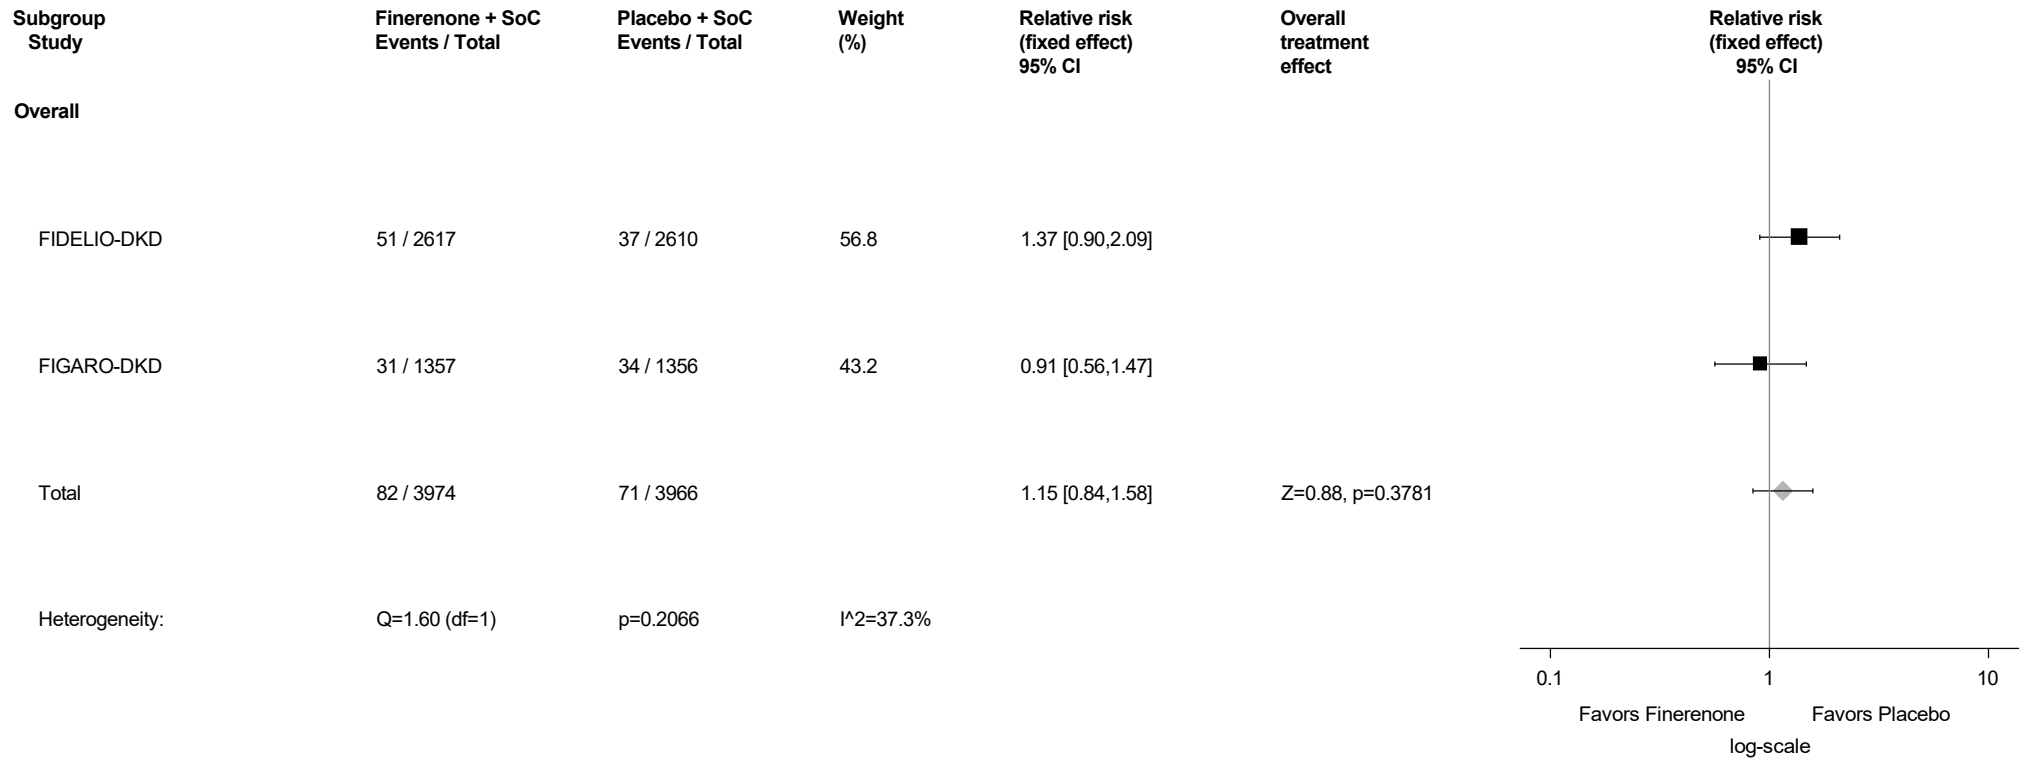 Subgroup Finerenone + SoC Placebo + SoC Weight Relative risk Overall Relative risk
Study Events / Total Events / Total (%) (fixed effect) treatment (fixed effect)
95% CI effect 95% CI
Overall
FIDELIO-DKD 51 / 2617 37 / 2610 56.8 1.37 [0.90,2.09]
FIGARO-DKD 31 / 1357 34 / 1356 43.2 0.91 [0.56,1.47]
Total 82 / 3974 71 / 3966 1.15 [0.84,1.58] Z=0.88, p=0.3781
Heterogeneity: Q=1.60 (df=1) p=0.2066 I^2=37.3%
0.1 1 10
Favors Finerenone Favors Placebo
log-scale